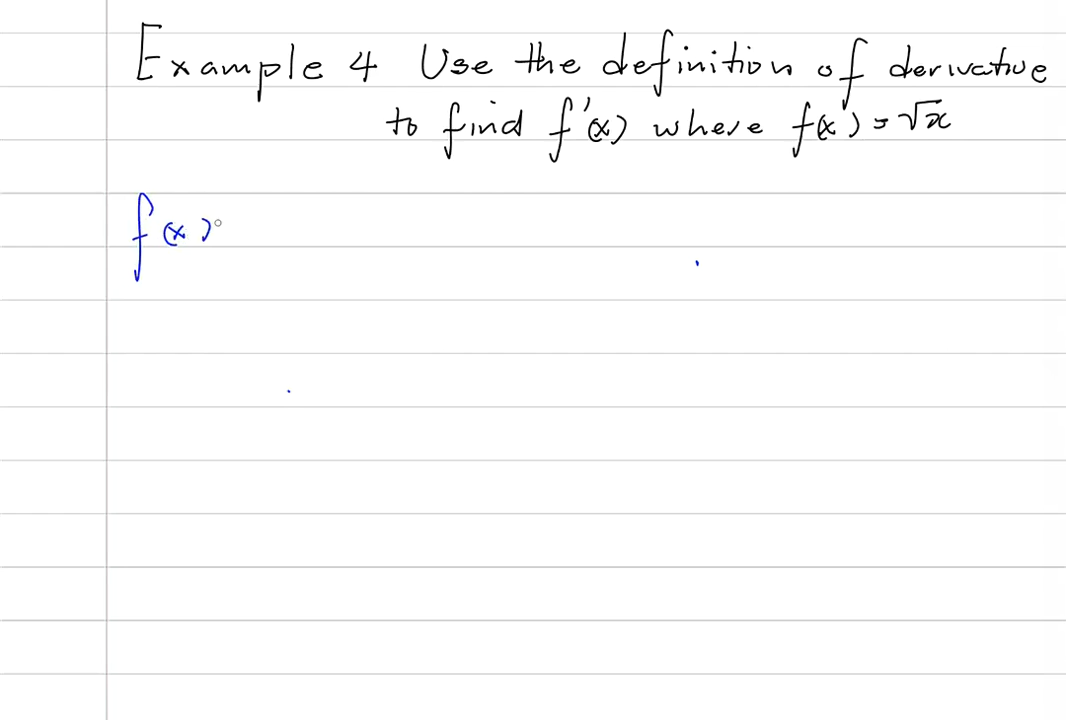 Example 4 Use the definition of derivative
to find f'(x) where f(x) = √x
f(x)